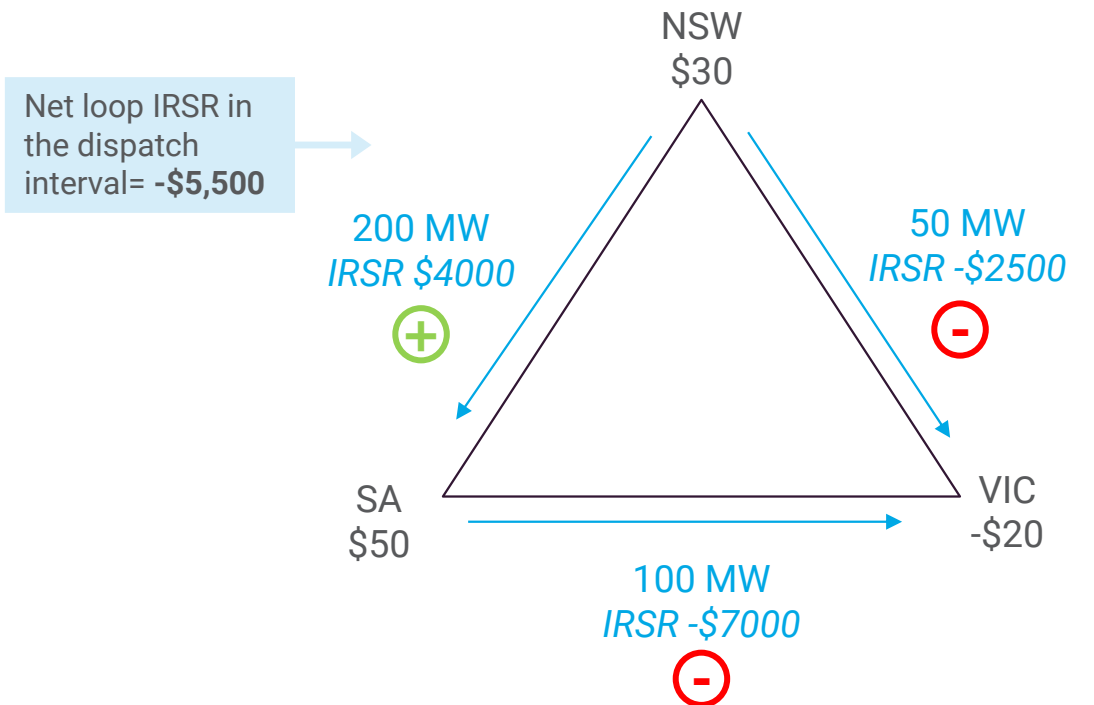 NSW
$30
Net loop IRSR in
the dispatch
interval= -$5,500
200 MW
IRSR $4000
+
50 MW
IRSR -$2500
-
SA
$50
VIC
-$20
100 MW
IRSR -$7000
-